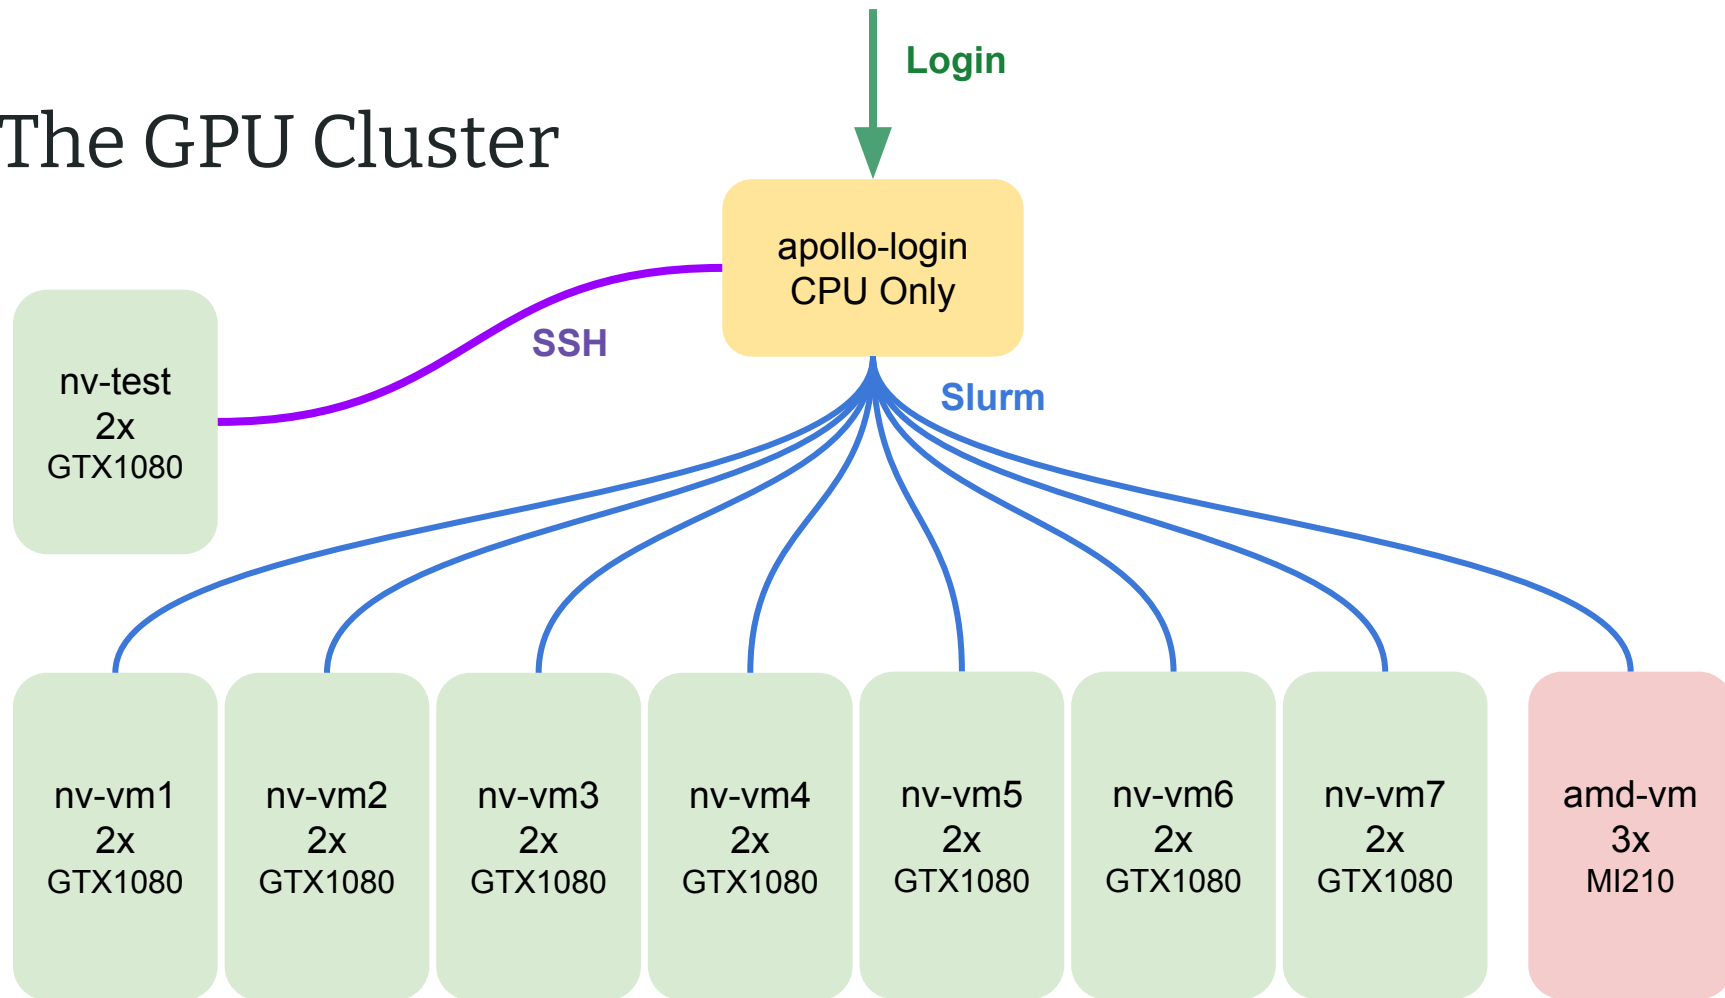 Login
The GPU Cluster
apollo-login
CPU Only
SSH
Slurm
nv-test
2x
GTX1080
nv-vm1
2x
GTX1080
nv-vm2
2x
GTX1080
nv-vm3
2x
GTX1080
nv-vm4
2x
GTX1080
nv-vm5
2x
GTX1080
nv-vm6
2x
GTX1080
nv-vm7
2x
GTX1080
amd-vm
3x
MI210